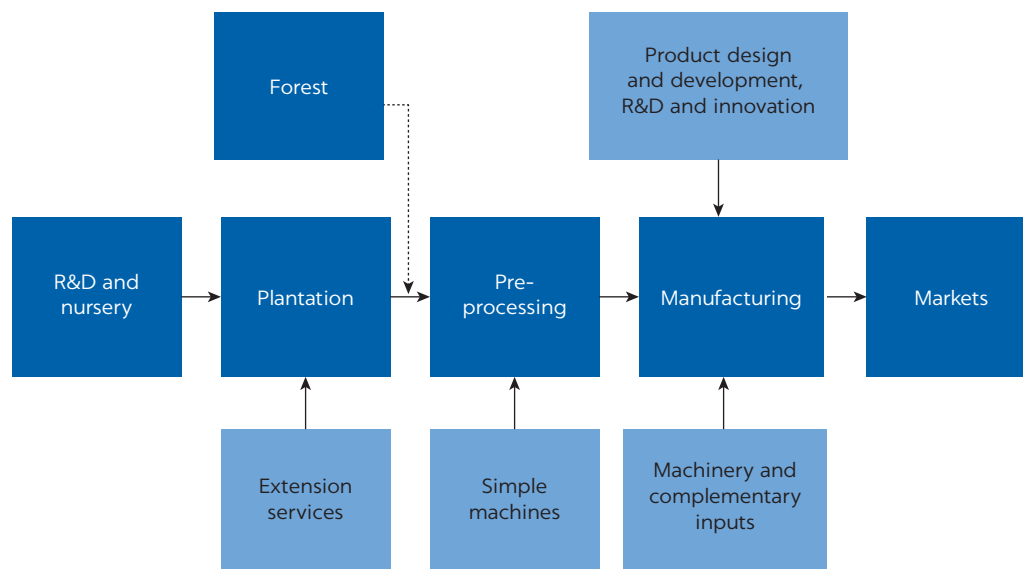 Forest
Product design
and development,
R&D and innovation
R&D and
nursery
Plantation
Pre-
processing
Manufacturing
Markets
Extension
services
Simple
machines
Machinery and
complementary
inputs